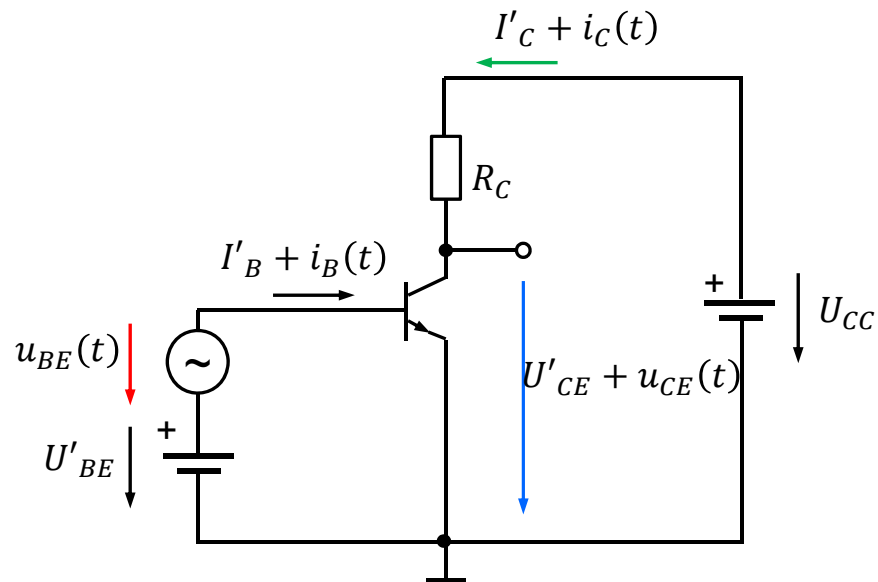 I'_C + i_C(t)
R_C
I'_B + i_B(t)
+
U_CC
u_BE(t)
~
U'_CE + u_CE(t)
+
U'_BE